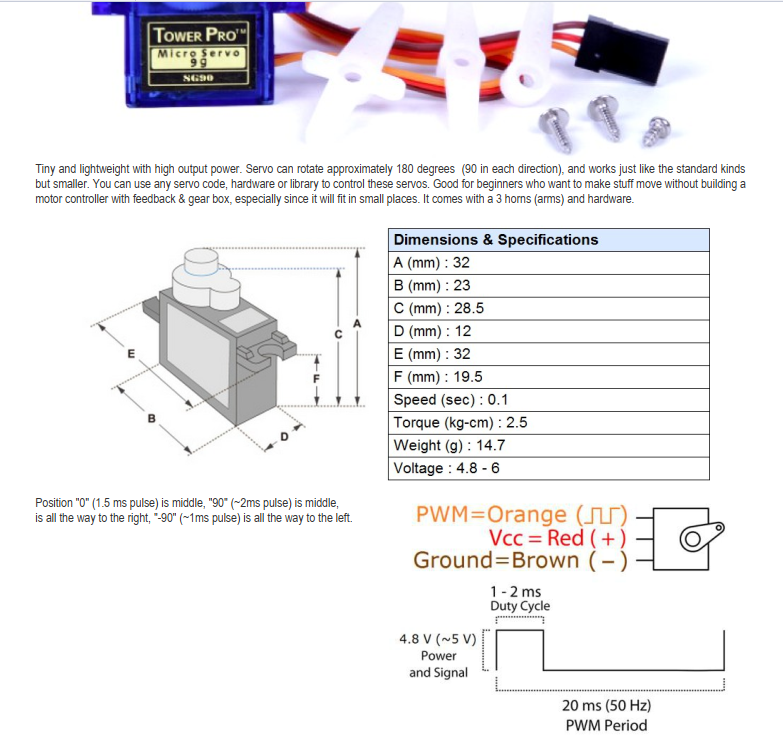 TOWER PRO™
Micro Servo
9g
SG90
Tiny and lightweight with high output power. Servo can rotate approximately 180 degrees (90 in each direction), and works just like the standard kinds
but smaller. You can use any servo code, hardware or library to control these servos. Good for beginners who want to make stuff move without building a
motor controller with feedback & gear box, especially since it will fit in small places. It comes with a 3 horns (arms) and hardware.
A
C
E
F
B
D
Dimensions & Specifications
A (mm) : 32
B (mm) : 23
C (mm) : 28.5
D (mm) : 12
E (mm) : 32
F (mm) : 19.5
Speed (sec) : 0.1
Torque (kg-cm) : 2.5
Weight (g) : 14.7
Voltage : 4.8 - 6
Position "0" (1.5 ms pulse) is middle, "90" (~2ms pulse) is middle,
is all the way to the right, "-90" (~1ms pulse) is all the way to the left.
PWM=Orange (⎍⎍)
Vcc = Red (+)
Ground=Brown (−)
1 - 2 ms
Duty Cycle
4.8 V (~5 V)
Power
and Signal
20 ms (50 Hz)
PWM Period